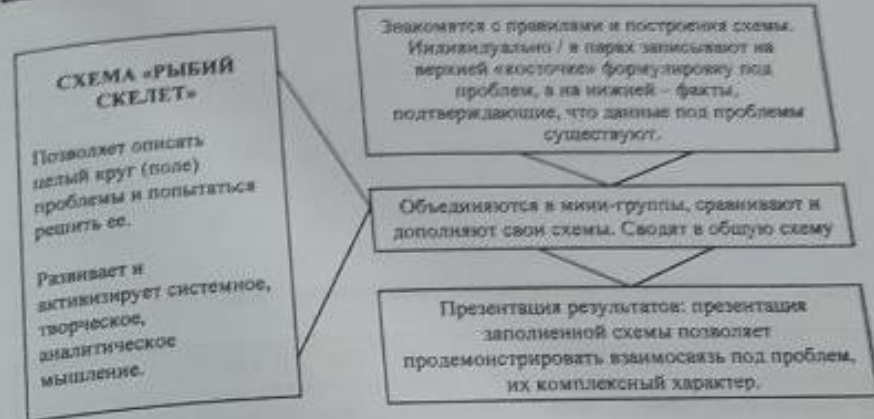 СХЕМА «РЫБИЙ
СКЕЛЕТ»
Позволяет описать
целый круг (поле)
проблемы и попытаться
решить ее.
Развивает и
активизирует системное,
творческое,
аналитическое
мышление.
Знакомятся с правилами и построения схемы.
Индивидуально / в парах записывают на
верхней «косточке» формулировку под
проблем, а на нижней – факты,
подтверждающие, что данные под проблемы
существуют.
Объединяются в мини-группы, сравнивают и
дополняют свои схемы. Сводят в общую схему
Презентация результатов: презентация
заполненной схемы позволяет
продемонстрировать взаимосвязь под проблем,
их комплексный характер.